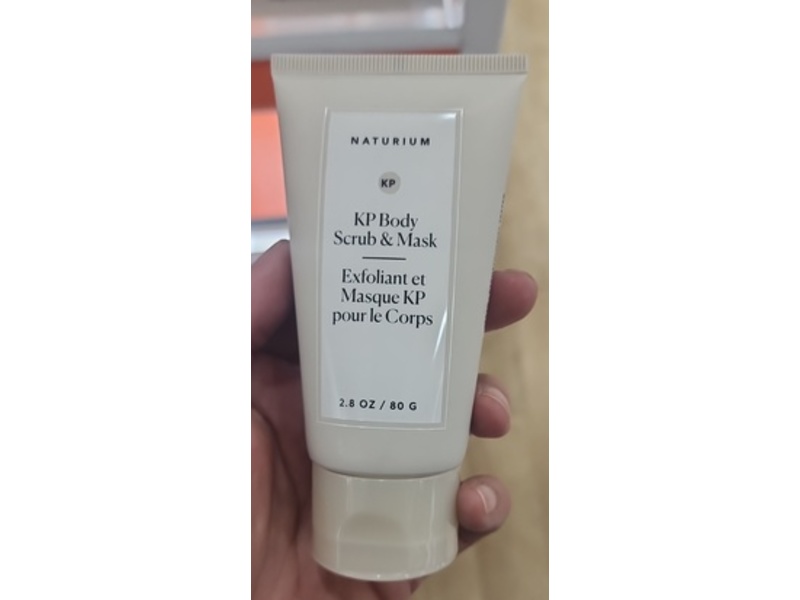 NATURIUM
KP
KP Body
Scrub & Mask
Exfoliant et
Masque KP
pour le Corps
2.8 OZ / 80 G